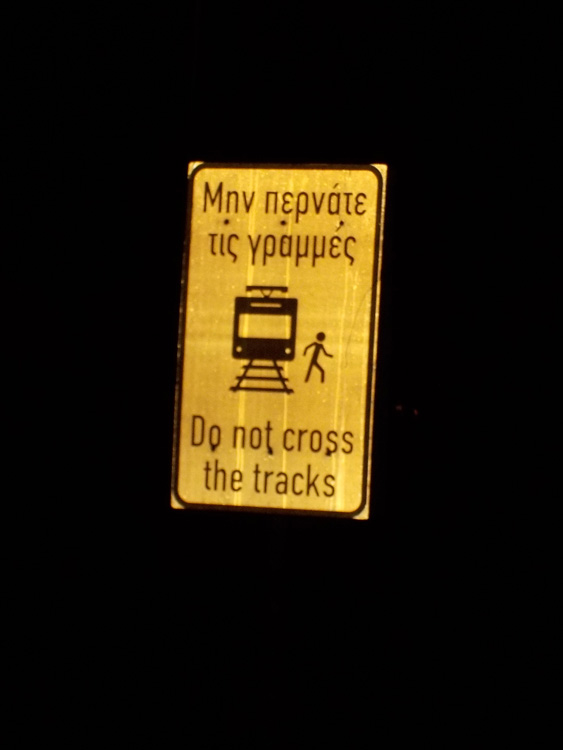 Μην περνάτε
τις γραμμές
Do not cross
the tracks